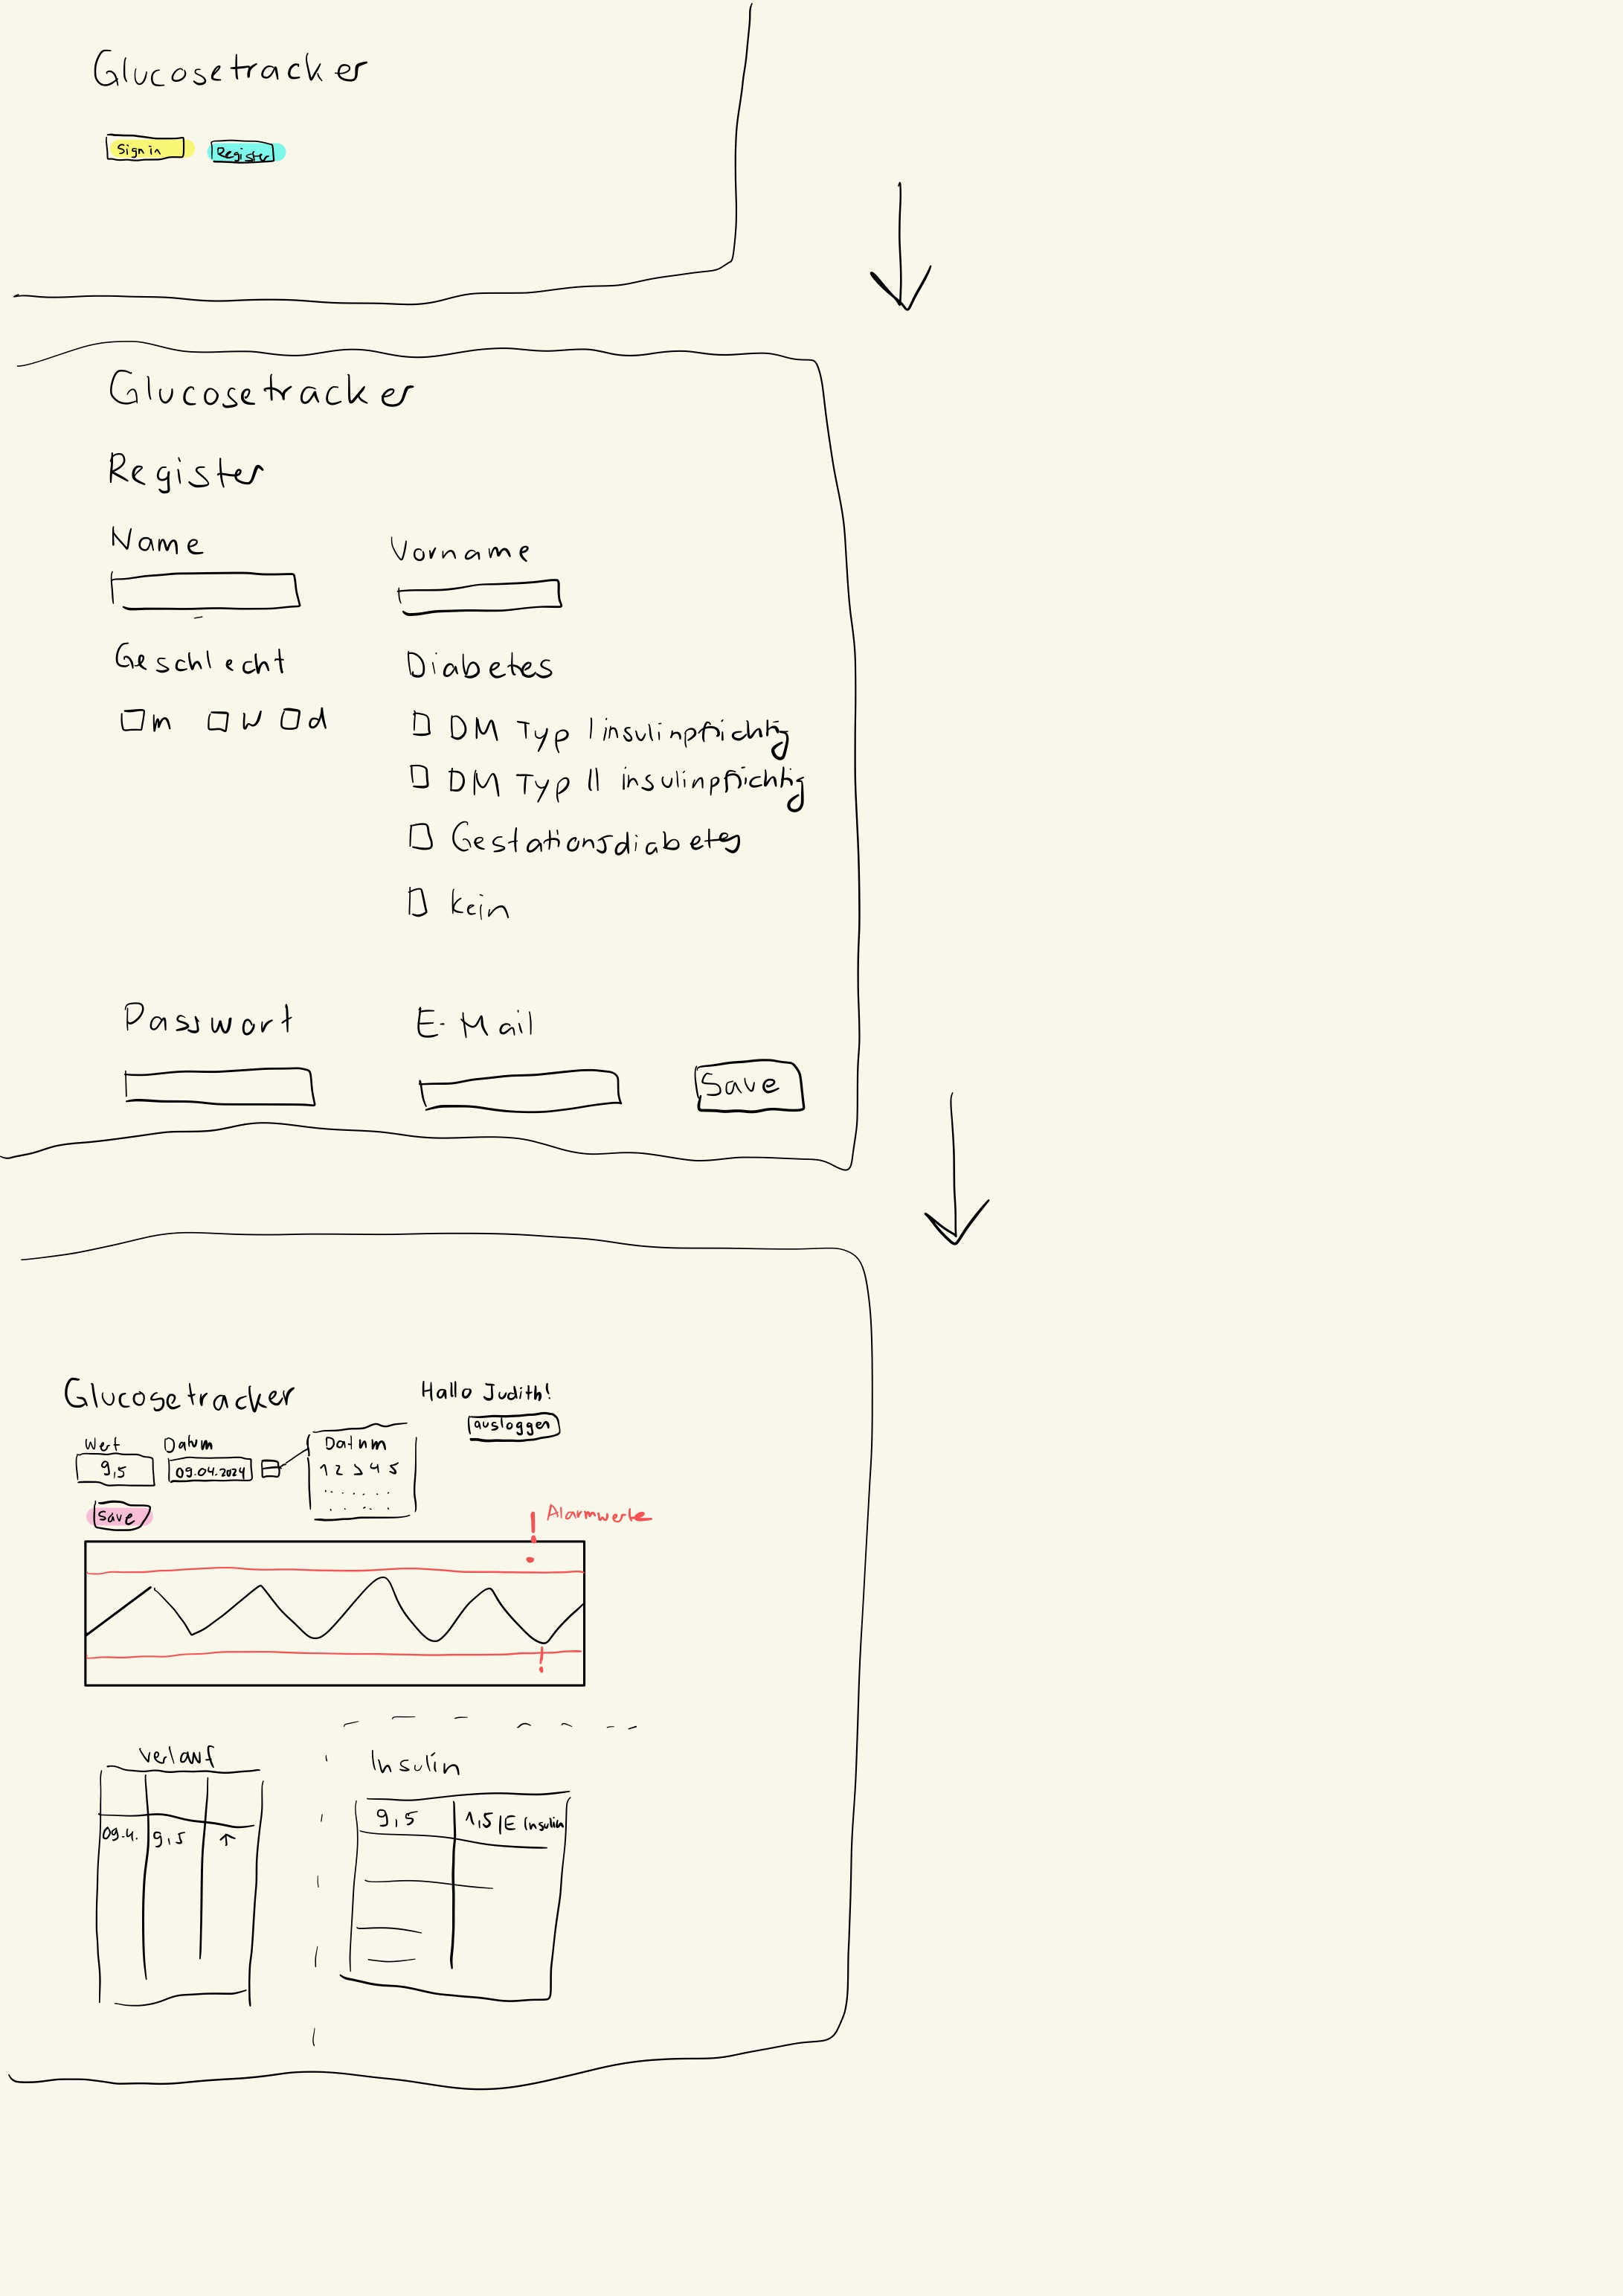 Glucosetracker
Sign in Register
Glucosetracker
Register
Name Vorname
Geschlecht Diabetes
m w d
DM Typ I insulinpflichtig
DM Typ II insulinpflichtig
Gestationsdiabetes
kein
Passwort E-Mail
Save
Glucosetracker Hallo Judith!
ausloggen
Wert Datum Datum
9,5 09.04.2024 1 2 3 4 5
Save
! Alarmwerte
!
Verlauf Insulin
9,5 1,5 IE Insulin
09.4. 9,5 ↑